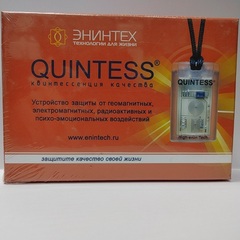 ЭНИНТЕХ
ТЕХНОЛОГИИ ДЛЯ ЖИЗНИ
QUINTESS®
квинтэссенция качества
Устройство защиты от геомагнитных,
электромагнитных, радиоактивных и
психо-эмоциональных воздействий
www.enintech.ru
защитите качество своей жизни